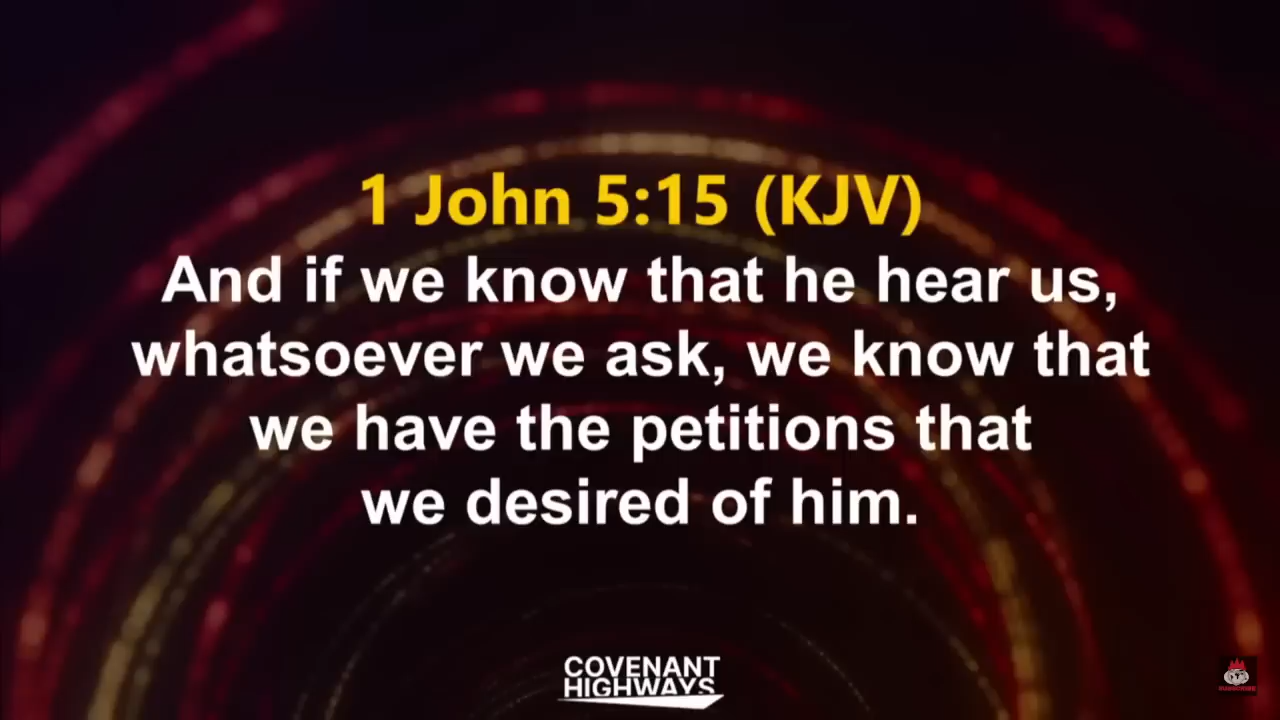 1 John 5:15 (KJV)
And if we know that he hear us,
whatsoever we ask, we know that
we have the petitions that
we desired of him.
COVENANT
HIGHWAYS
SUBSCRIBE